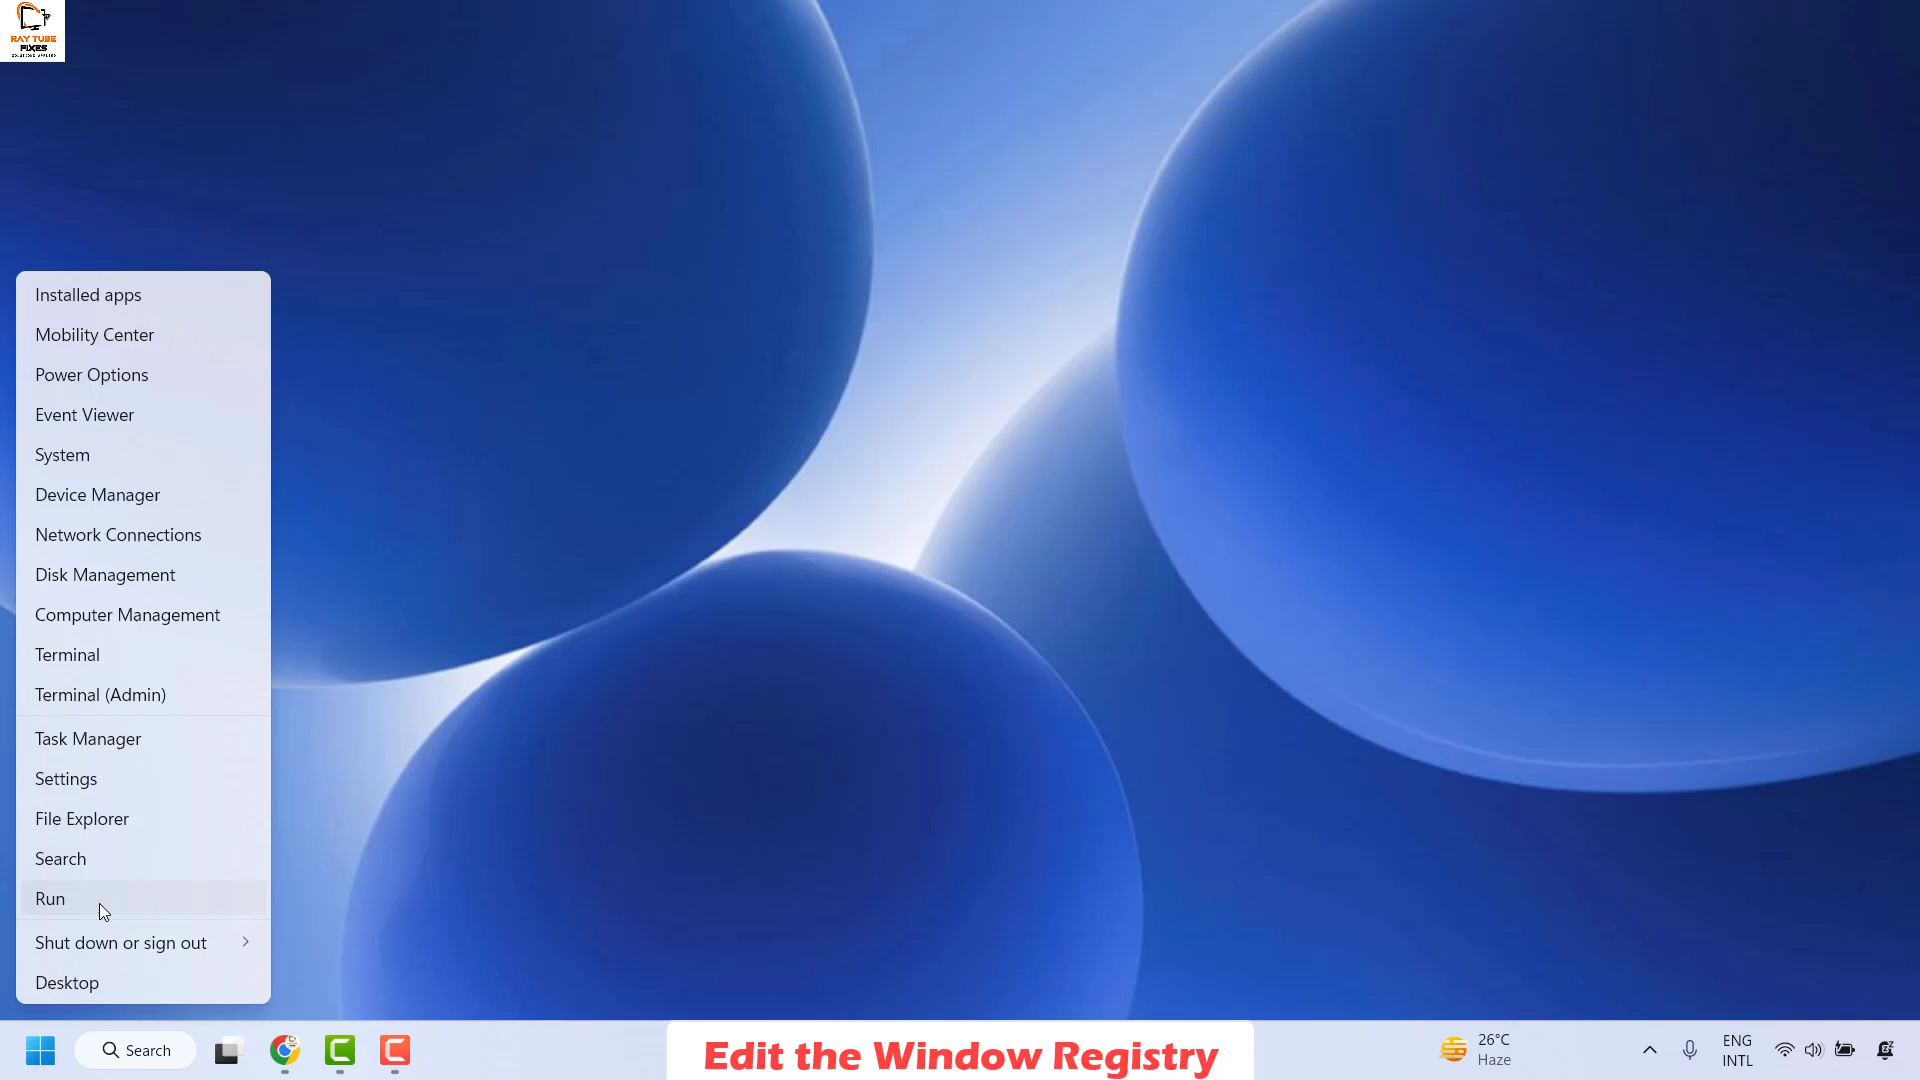 RAY TUBE
FIXES
SOLUTIONS APPLIED
Installed apps
Mobility Center
Power Options
Event Viewer
System
Device Manager
Network Connections
Disk Management
Computer Management
Terminal
Terminal (Admin)
Task Manager
Settings
File Explorer
Search
Run
Shut down or sign out
Desktop
Search
Edit the Window Registry
26°C
Haze
ENG
INTL